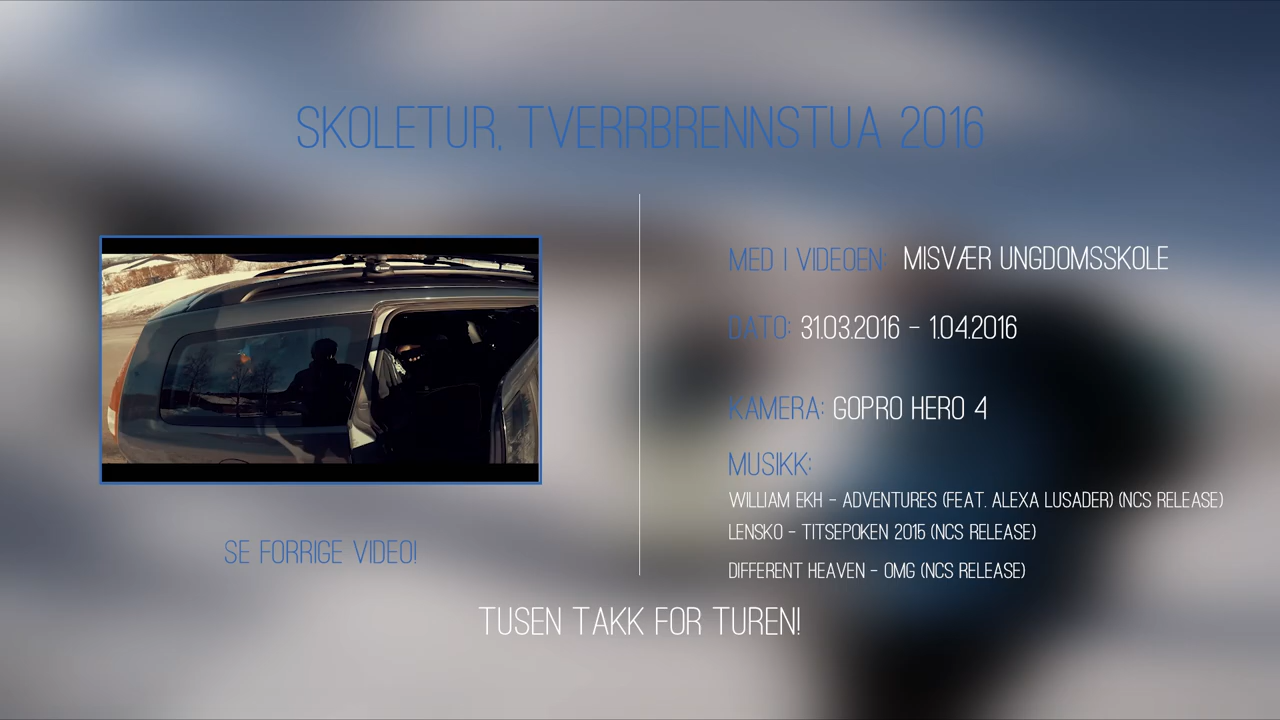 SKOLETUR, TVERRBRENNSTUA 2016
MED I VIDEOEN: MISVÆR UNGDOMSSKOLE
DATO: 31.03.2016 - 1.04.2016
KAMERA: GOPRO HERO 4
MUSIKK:
WILLIAM EKH - ADVENTURES (FEAT. ALEXA LUSADER) (NCS RELEASE)
LENSKO - TITSEPOKEN 2015 (NCS RELEASE)
DIFFERENT HEAVEN - OMG (NCS RELEASE)
SE FORRIGE VIDEO!
TUSEN TAKK FOR TUREN!